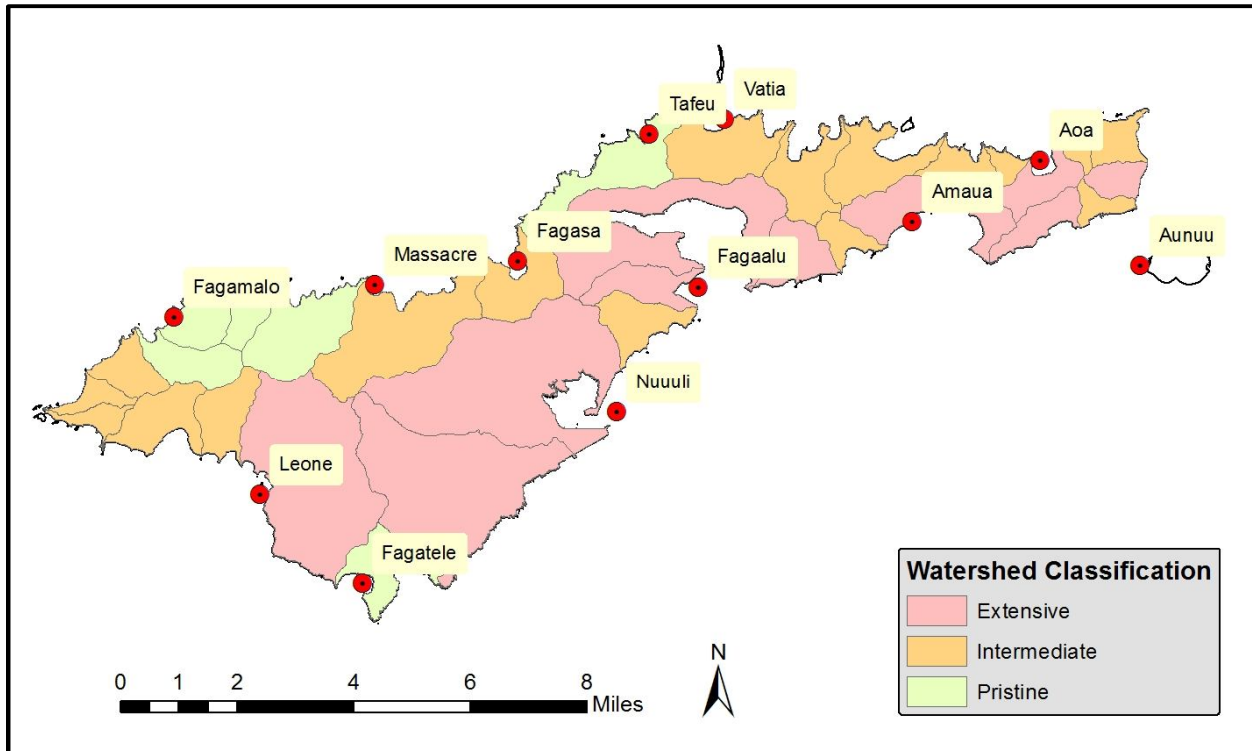 Vatia
Tafeu
Aoa
Amaua
Fagasa
Massacre
Aunuu
Fagaalu
Fagamalo
Nuuuli
Leone
Fagatele
Watershed Classification
Extensive
Intermediate
Pristine
N
0 1 2 4 6 8
Miles